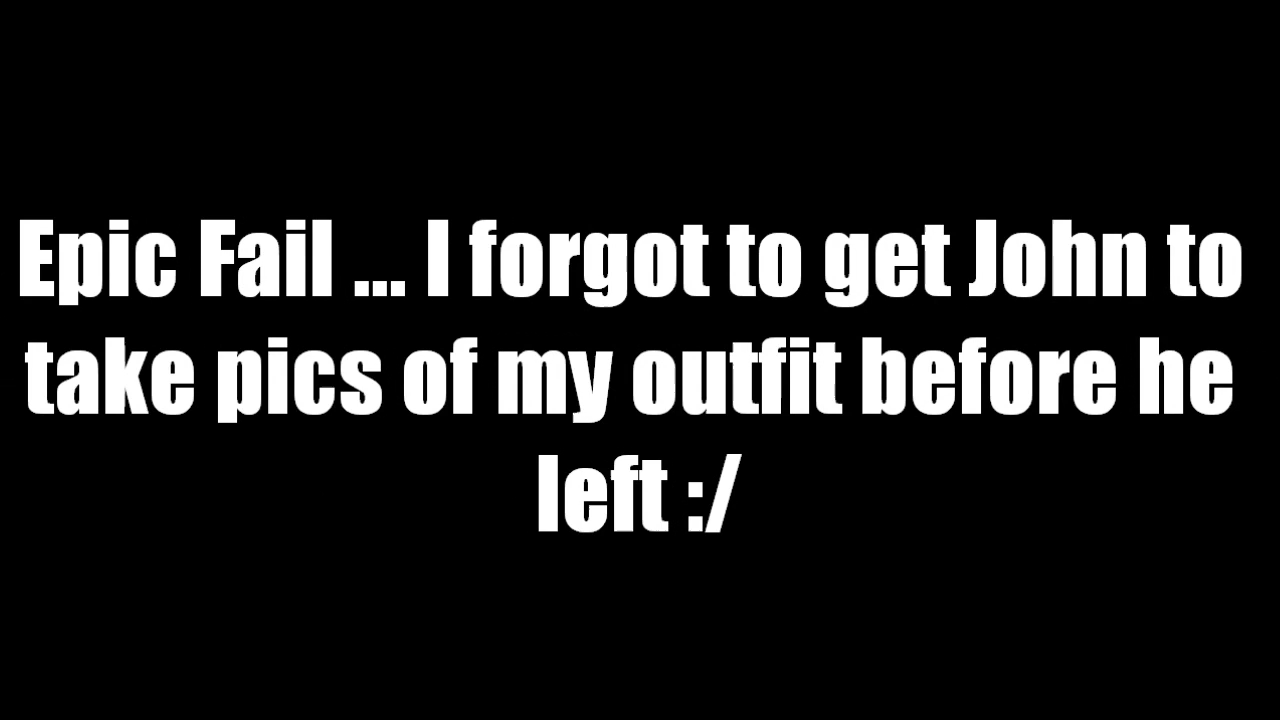 Epic Fail ... I forgot to get John to
take pics of my outfit before he
left :/